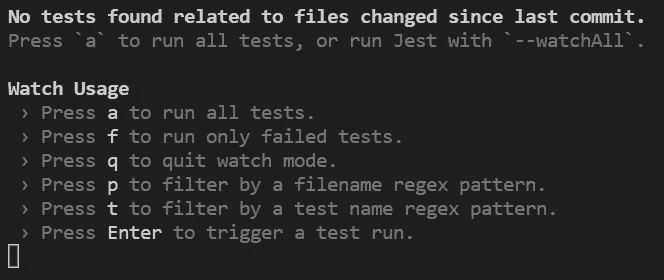 No tests found related to files changed since last commit.
Press `a` to run all tests, or run Jest with `--watchAll`.
Watch Usage
› Press a to run all tests.
› Press f to run only failed tests.
› Press q to quit watch mode.
› Press p to filter by a filename regex pattern.
› Press t to filter by a test name regex pattern.
› Press Enter to trigger a test run.